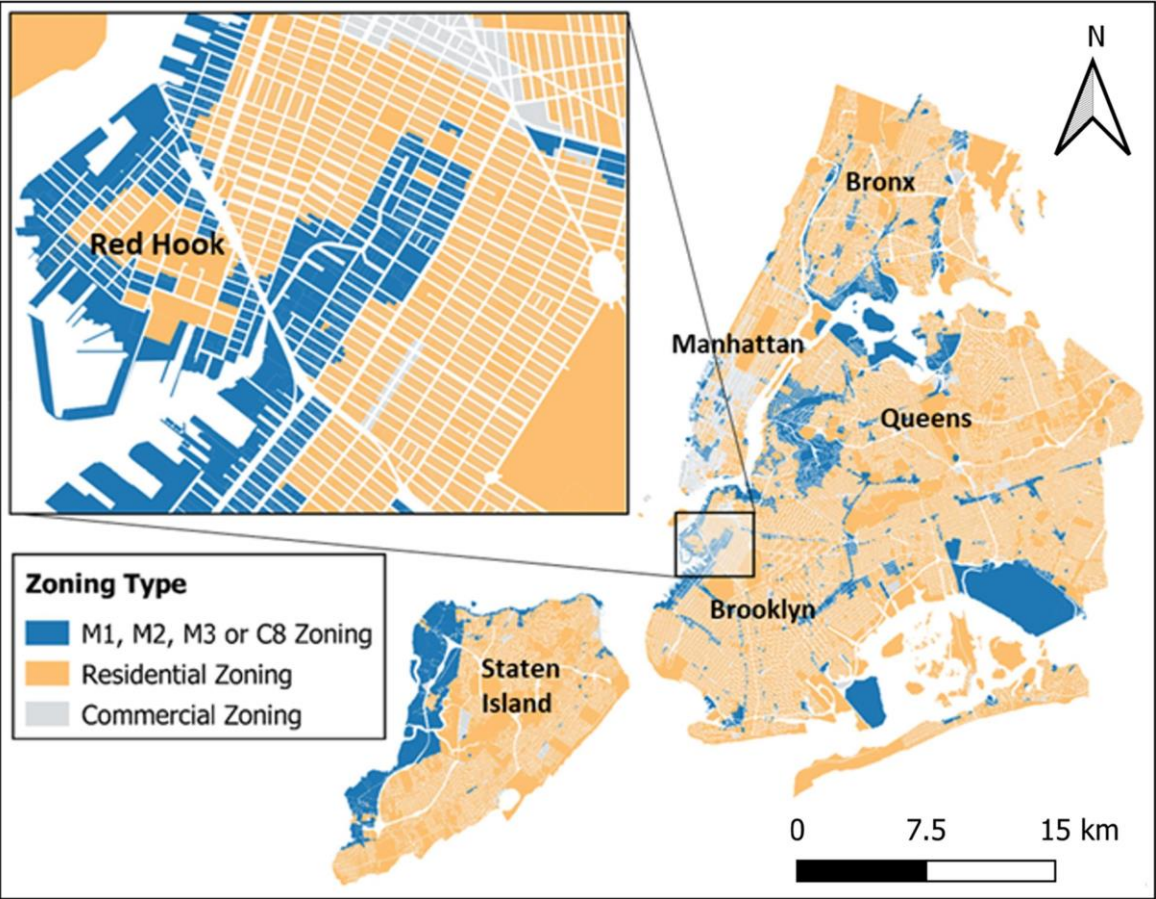 N
Bronx
Red Hook
Manhattan
Queens
Zoning Type
M1, M2, M3 or C8 Zoning
Residential Zoning
Commercial Zoning
Brooklyn
Staten
Island
0 7.5 15 km